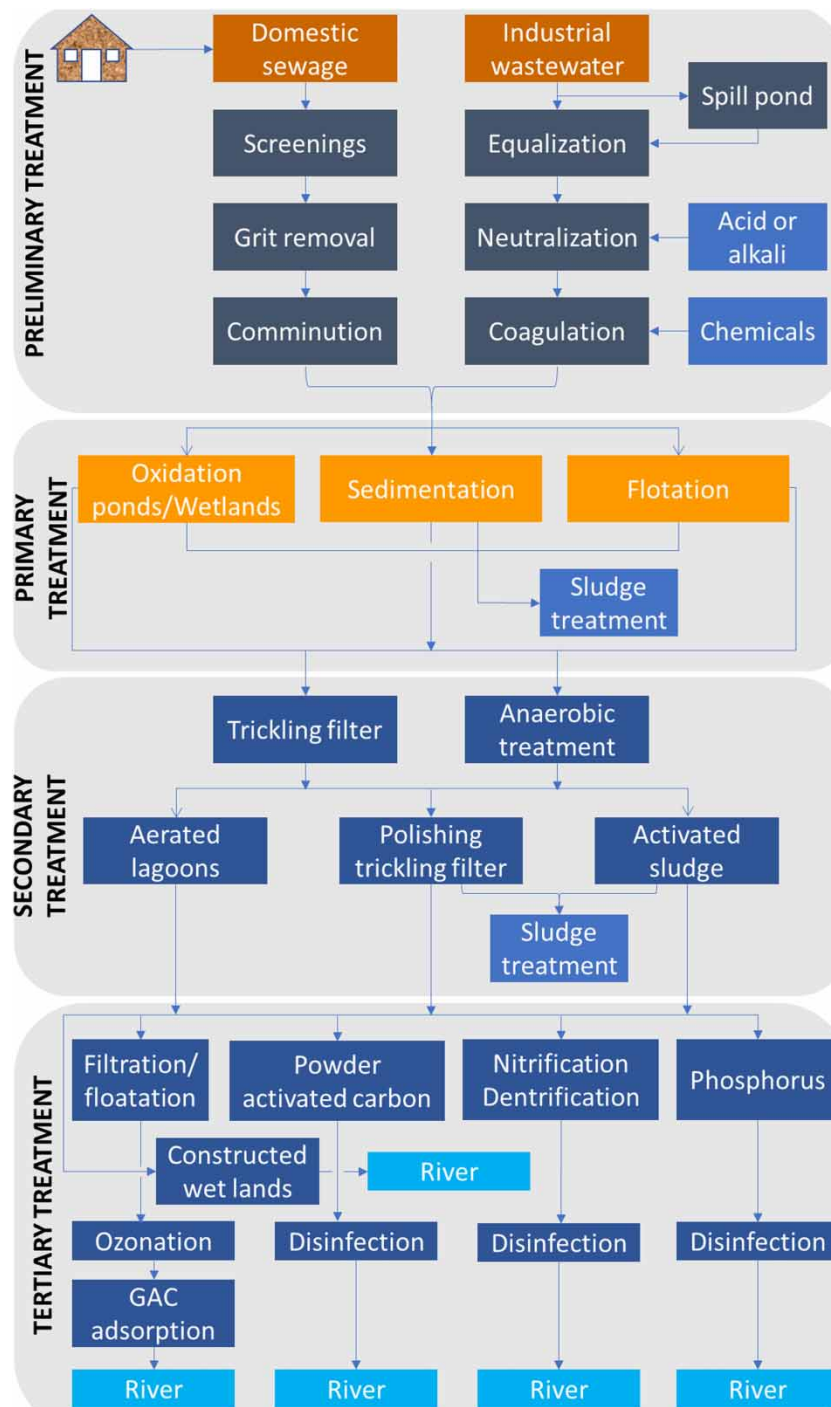 PRELIMINARY TREATMENT
Domestic
sewage
Industrial
wastewater
Spill pond
Screenings
Equalization
Grit removal
Neutralization
Acid or
alkali
Comminution
Coagulation
Chemicals
PRIMARY
TREATMENT
Oxidation
ponds/Wetlands
Sedimentation
Flotation
Sludge
treatment
SECONDARY
TREATMENT
Trickling filter
Anaerobic
treatment
Aerated
lagoons
Polishing
trickling filter
Activated
sludge
Sludge
treatment
TERTIARY TREATMENT
Filtration/
floatation
Powder
activated carbon
Nitrification
Dentrification
Phosphorus
Constructed
wet lands
River
Ozonation
Disinfection
Disinfection
Disinfection
GAC
adsorption
River
River
River
River